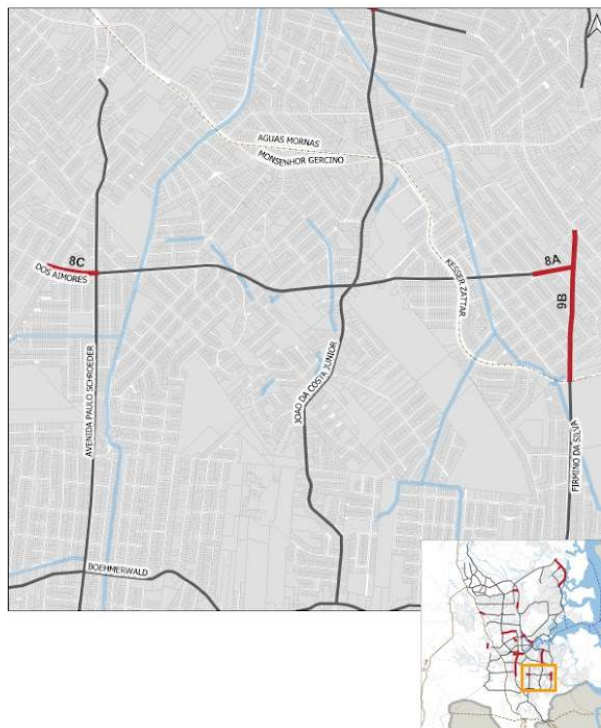 AGUAS MORNAS
MONSENHOR GERCINO
8C
DOS AIMORES
8A
KESSER ZATTAR
9B
AVENIDA PAULO SCHROEDER
JOAO DA COSTA JUNIOR
FIRMINO DA SILVA
BOEHMERWALD